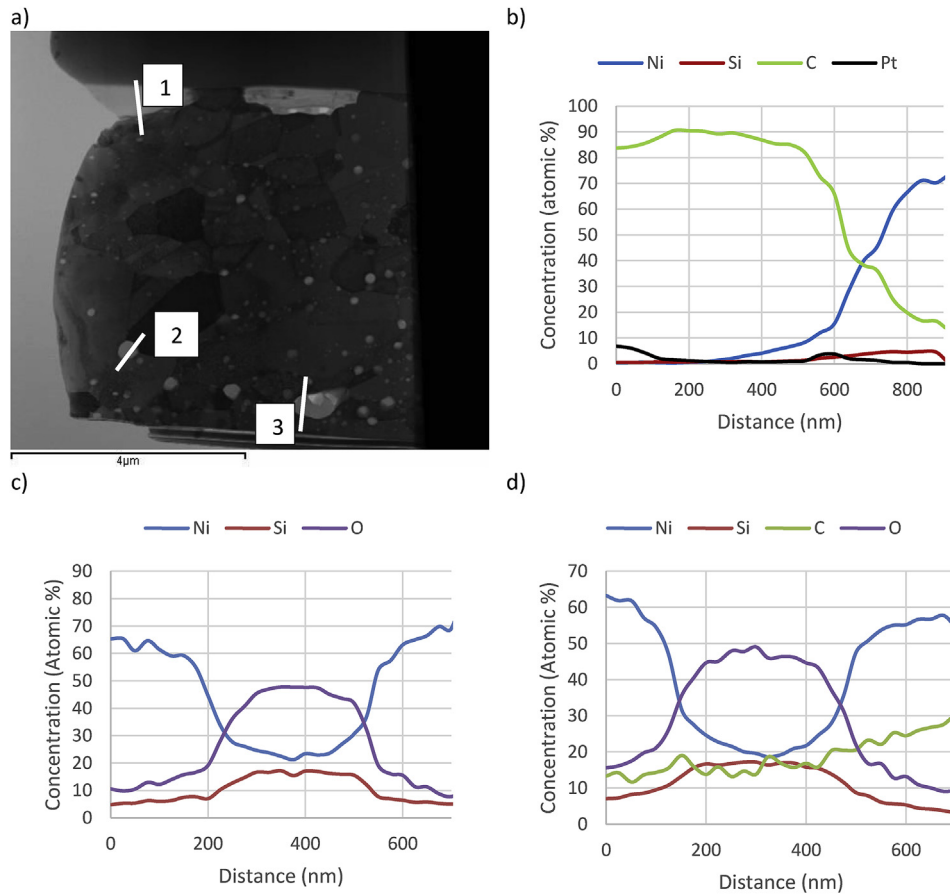 a)
1
2
3
4µm
b)
Ni Si C Pt
Concentration (atomic %)
100
90
80
70
60
50
40
30
20
10
0
0 200 400 600 800
Distance (nm)
c)
Ni Si O
Concentration (Atomic %)
90
80
70
60
50
40
30
20
10
0
0 200 400 600
Distance (nm)
d)
Ni Si C O
Concentration (Atomic %)
70
60
50
40
30
20
10
0
0 200 400 600
Distance (nm)